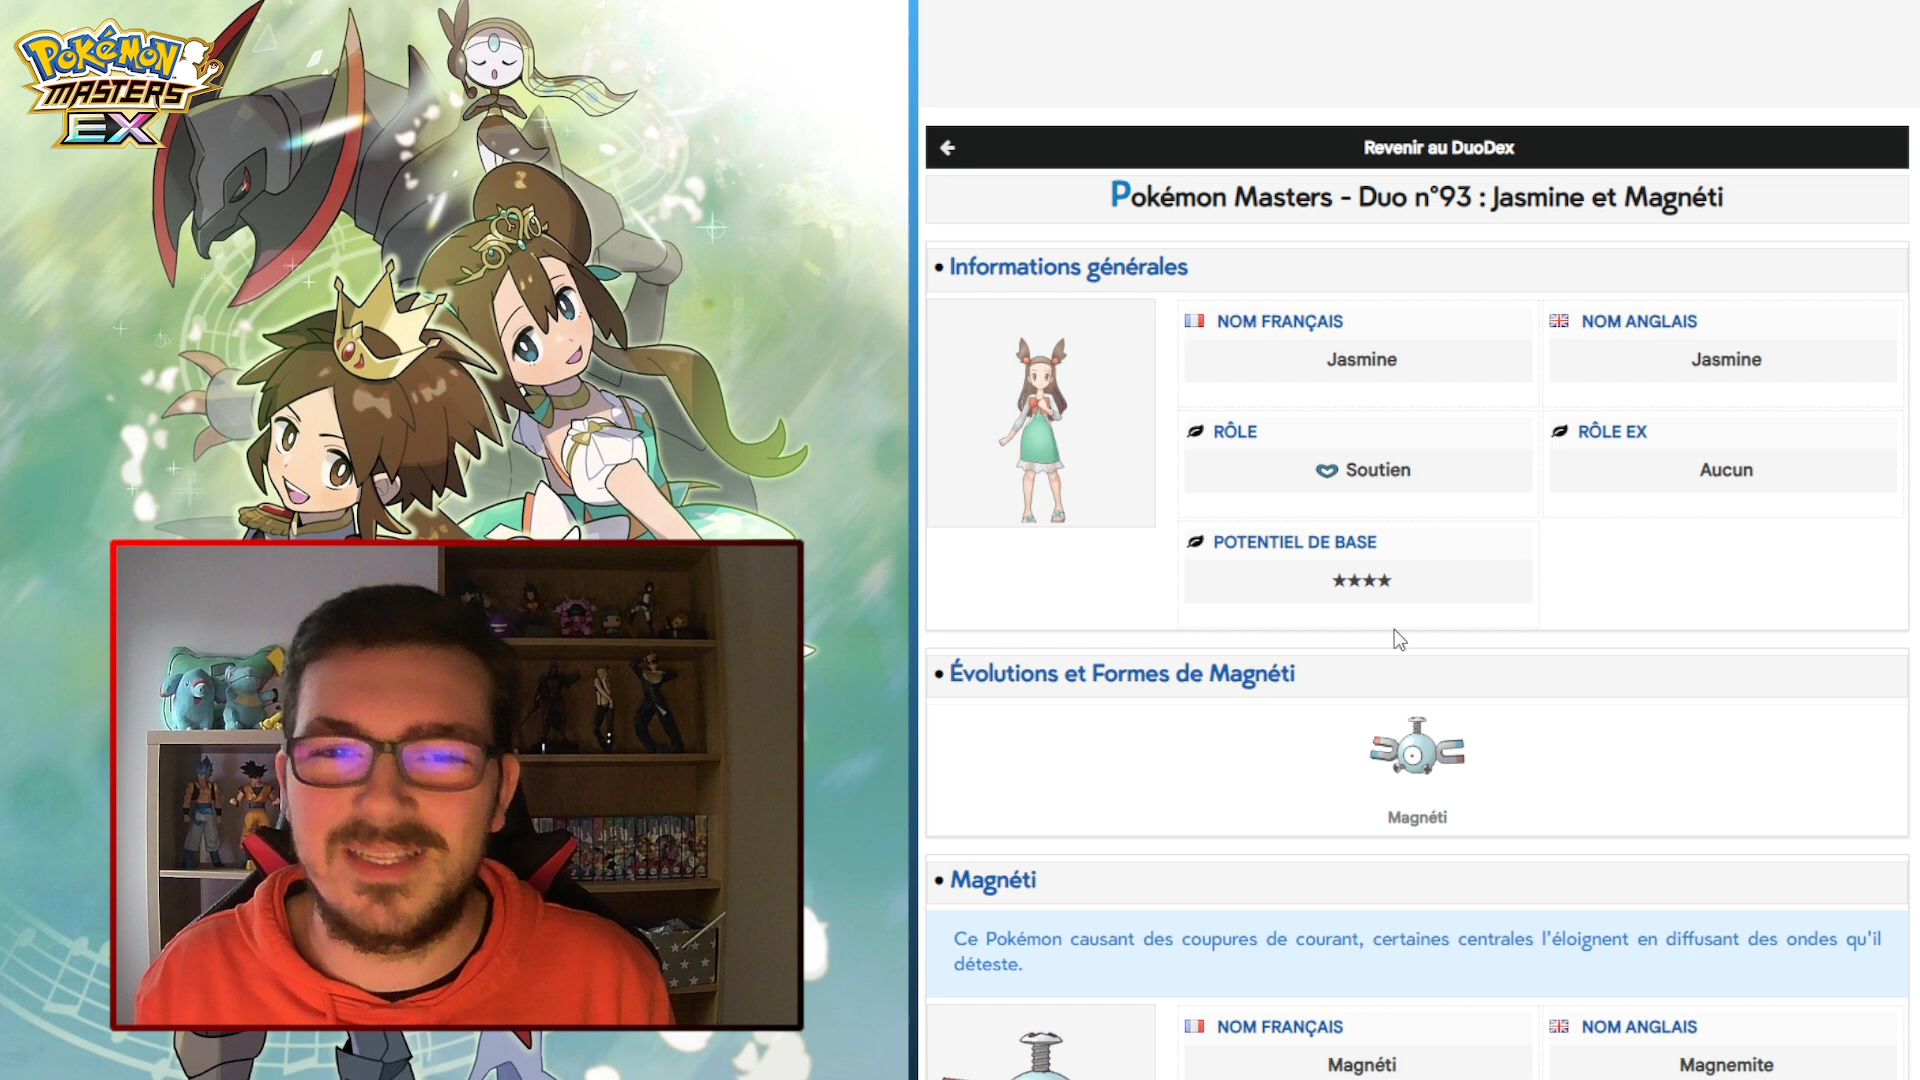 POKÉMON
MASTERS
EX
Revenir au DuoDex
Pokémon Masters - Duo n°93 : Jasmine et Magnéti
• Informations générales
NOM FRANÇAIS
Jasmine
NOM ANGLAIS
Jasmine
RÔLE
Soutien
RÔLE EX
Aucun
POTENTIEL DE BASE
★★★★
• Évolutions et Formes de Magnéti
Magnéti
• Magnéti
Ce Pokémon causant des coupures de courant, certaines centrales l'éloignent en diffusant des ondes qu'il
déteste.
NOM FRANÇAIS
Magnéti
NOM ANGLAIS
Magnemite